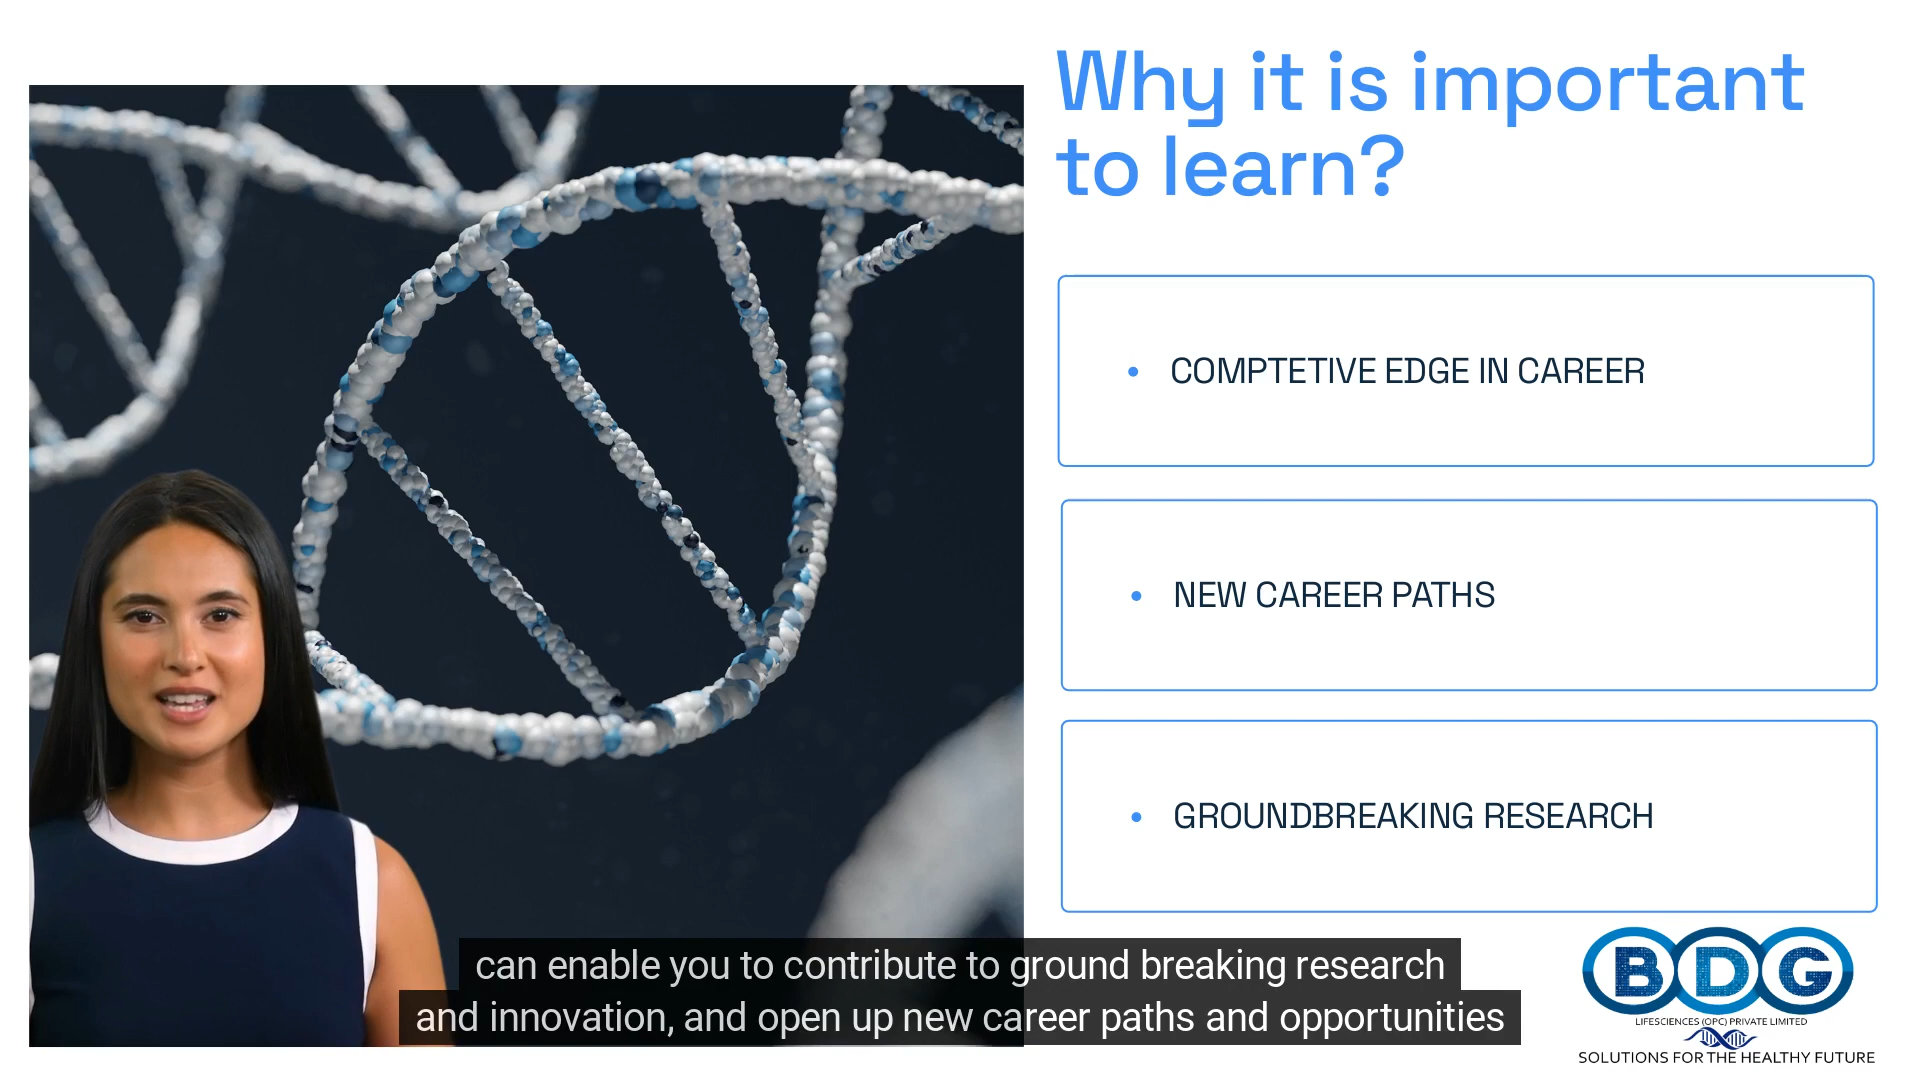 Why it is important
to learn?
• COMPTETIVE EDGE IN CAREER
• NEW CAREER PATHS
• GROUNDBREAKING RESEARCH
can enable you to contribute to ground breaking research
and innovation, and open up new career paths and opportunities
BDG
LIFESCIENCES (OPC) PRIVATE LIMITED
SOLUTIONS FOR THE HEALTHY FUTURE